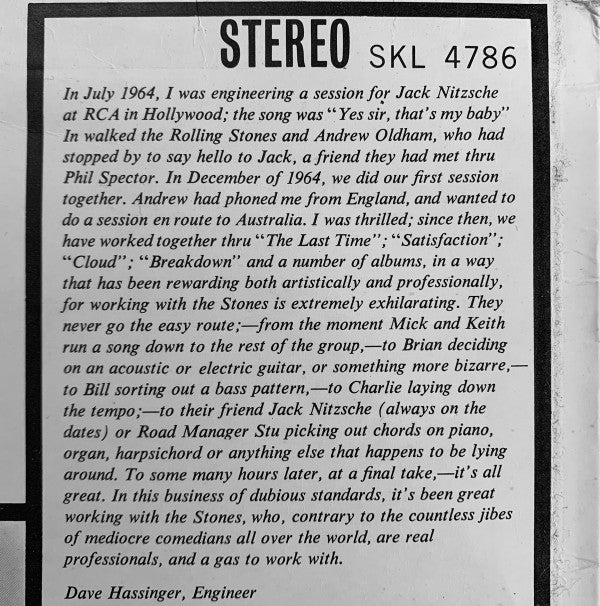 STEREO SKL 4786
In July 1964, I was engineering a session for Jack Nitzsche
at RCA in Hollywood; the song was "Yes sir, that's my baby"
In walked the Rolling Stones and Andrew Oldham, who had
stopped by to say hello to Jack, a friend they had met thru
Phil Spector. In December of 1964, we did our first session
together. Andrew had phoned me from England, and wanted to
do a session en route to Australia. I was thrilled; since then, we
have worked together thru "The Last Time"; "Satisfaction";
"Cloud"; "Breakdown" and a number of albums, in a way
that has been rewarding both artistically and professionally,
for working with the Stones is extremely exhilarating. They
never go the easy route;—from the moment Mick and Keith
run a song down to the rest of the group,—to Brian deciding
on an acoustic or electric guitar, or something more bizarre,—
to Bill sorting out a bass pattern,—to Charlie laying down
the tempo;—to their friend Jack Nitzsche (always on the
dates) or Road Manager Stu picking out chords on piano,
organ, harpsichord or anything else that happens to be lying
around. To some many hours later, at a final take,—it's all
great. In this business of dubious standards, it's been great
working with the Stones, who, contrary to the countless jibes
of mediocre comedians all over the world, are real
professionals, and a gas to work with.
Dave Hassinger, Engineer